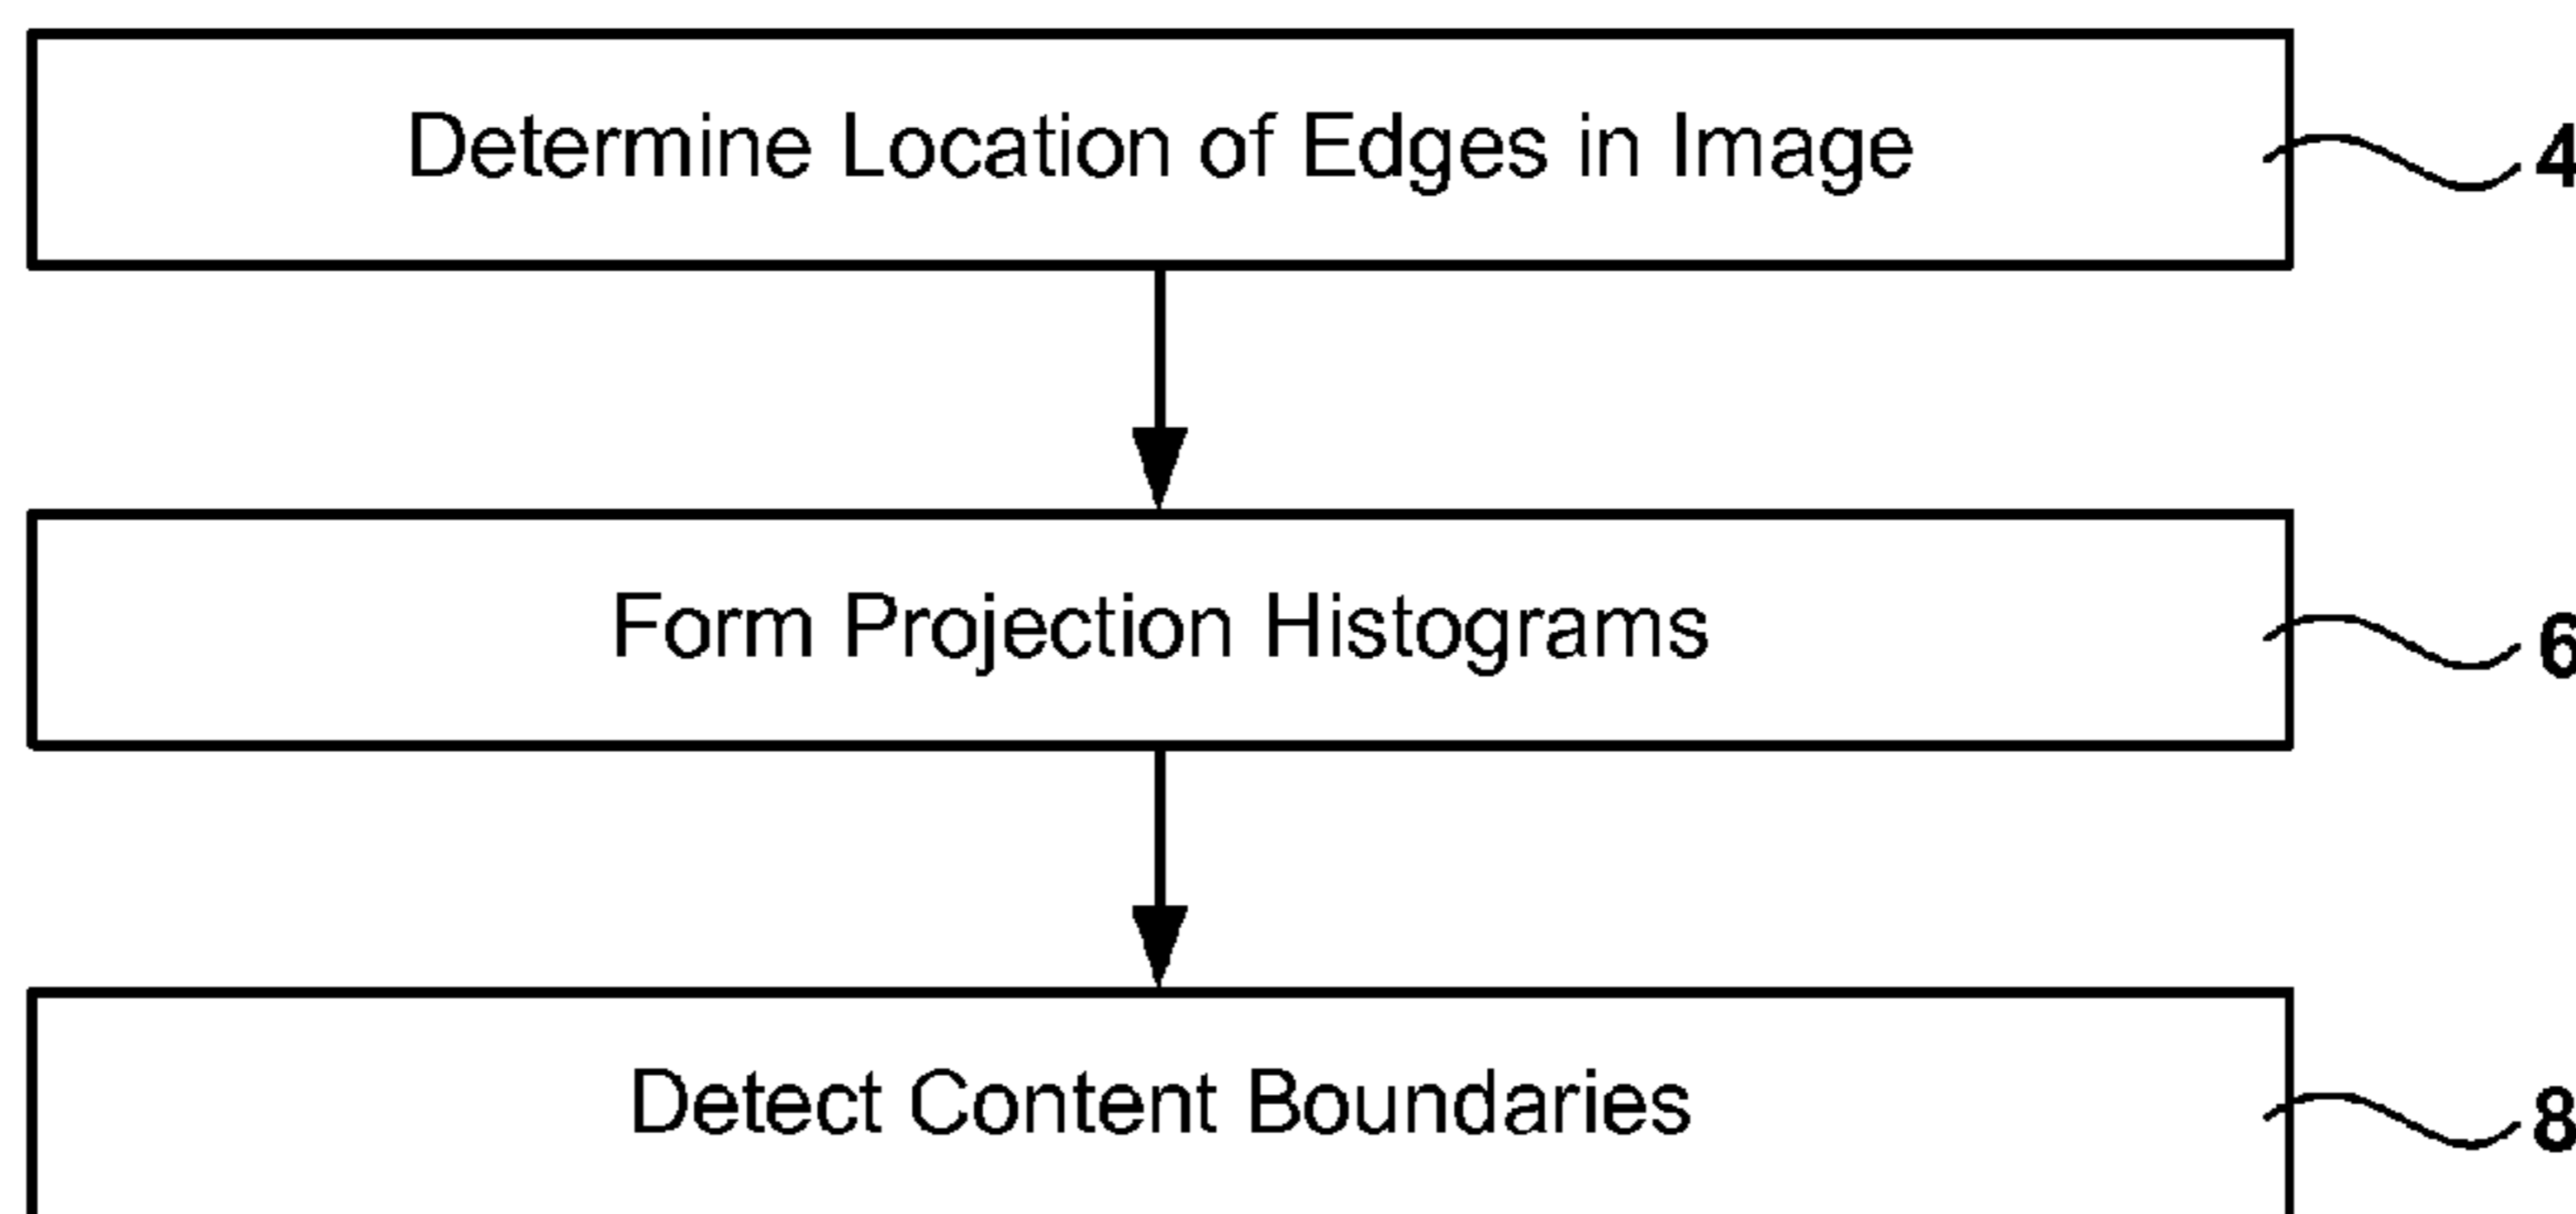 Determine Location of Edges in Image
4
Form Projection Histograms
6
Detect Content Boundaries
8